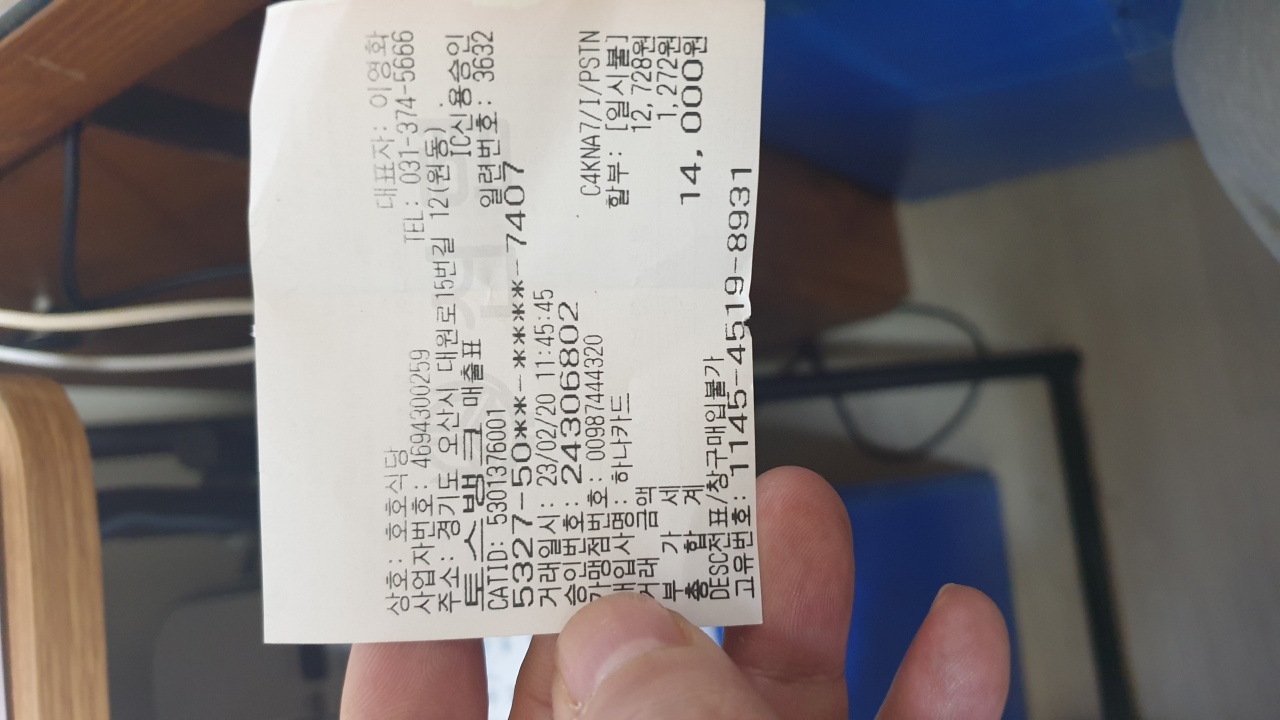 상호: 호호식당 대표자: 이영화
사업자번호: 4694300259 TEL: 031-374-5666
주소: 경기도 오산시 대원로15번길 12(원동)
토스뱅크 매출표 IC신용승인
CATID: 5301376001 일련번호: 3632
5327-50**-****-7407
거래일시: 23/02/20 11:45:45
승인번호: 24306802
가맹점번호: 00987444320 C4KNA7/I/PSTN
매입사명: 하나카드 할부: [일시불]
거래금액 12,728원
부가세 1,272원
총합계 14,000원
DESC전표/창구매입불가
고유번호: 1145-4519-8931